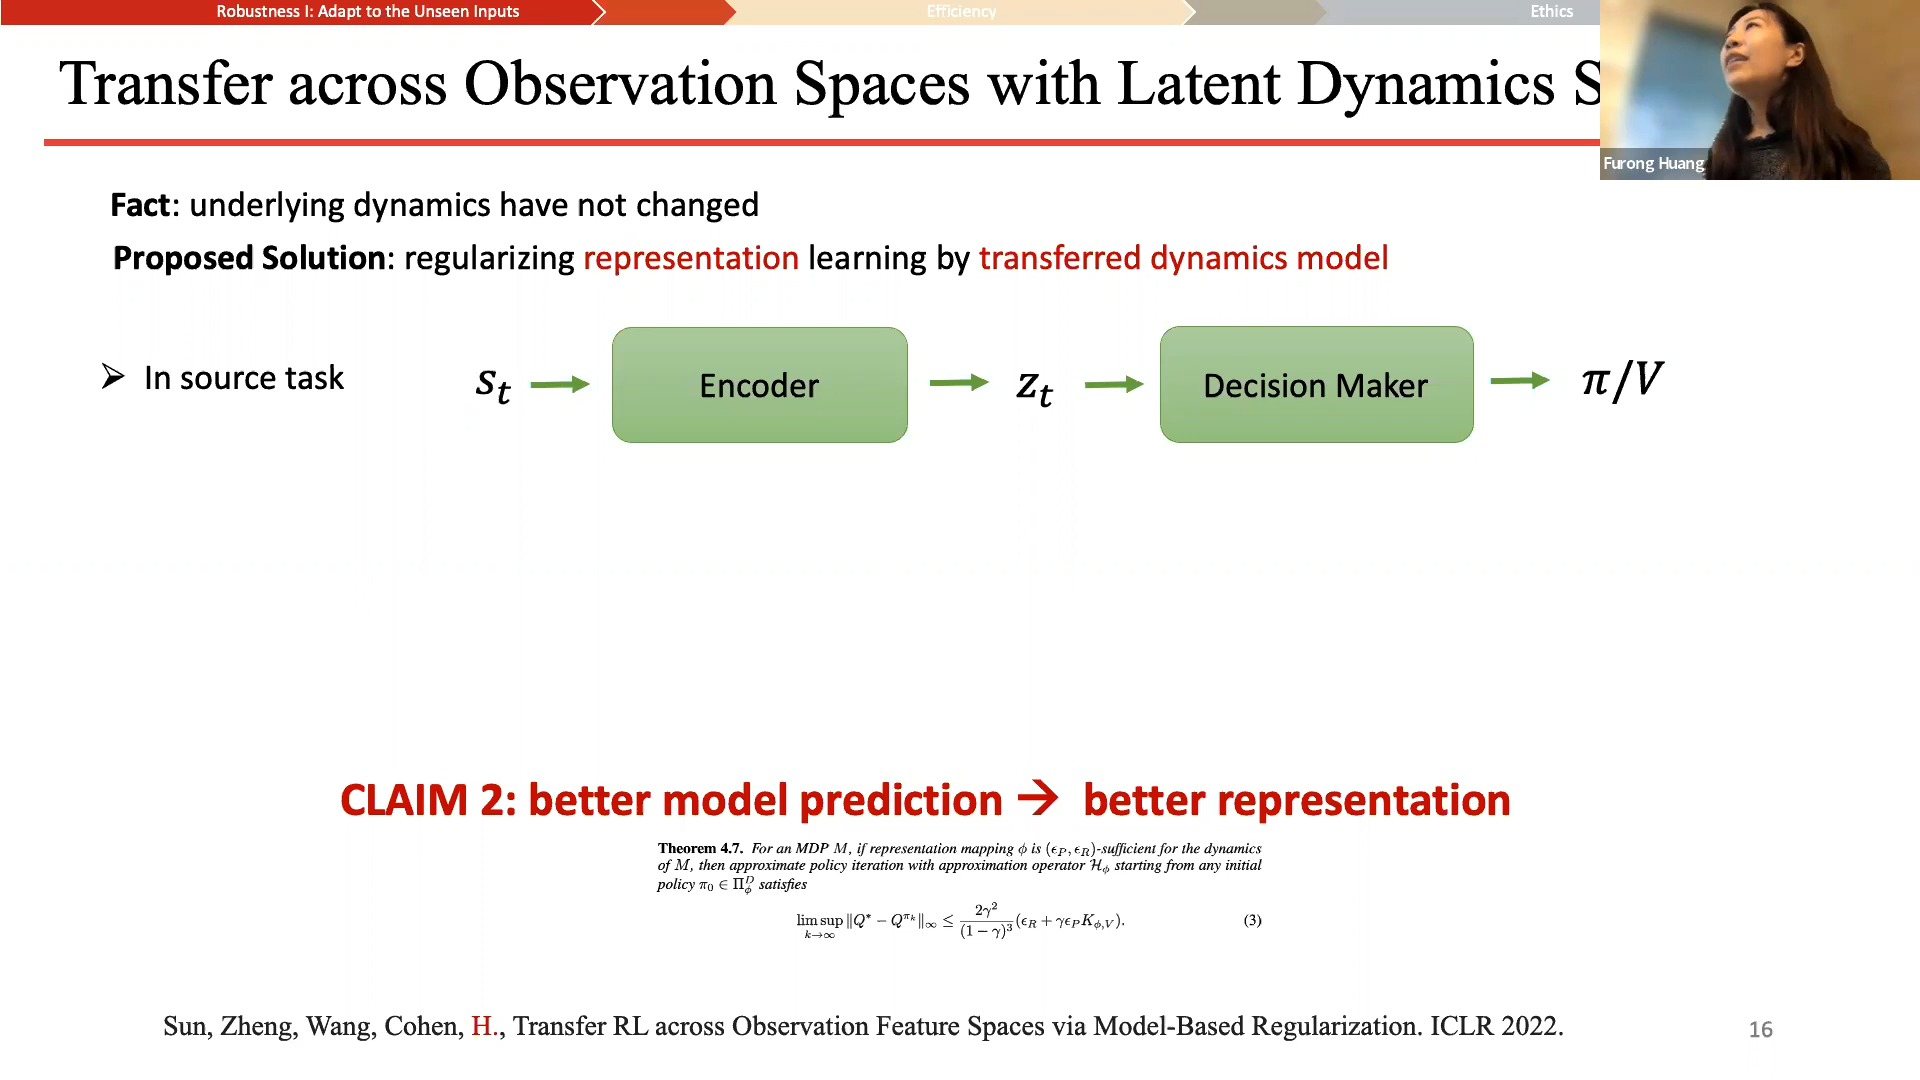 Robustness I: Adapt to the Unseen Inputs
Efficiency
Ethics
Transfer across Observation Spaces with Latent Dynamics S
Furong Huang
Fact: underlying dynamics have not changed
Proposed Solution: regularizing representation learning by transferred dynamics model
➢ In source task
s_t
Encoder
z_t
Decision Maker
π/V
CLAIM 2: better model prediction → better representation
Theorem 4.7. For an MDP M, if representation mapping ϕ is (ϵ_P, ϵ_R)-sufficient for the dynamics
of M, then approximate policy iteration with approximation operator ℋ_ϕ starting from any initial
policy π_0 ∈ Π_ϕ^D satisfies
lim sup_{k→∞} ‖Q* − Q^{π_k}‖_∞ ≤ 2γ²/(1 − γ)³ (ϵ_R + γϵ_P K_{ϕ,V}). (3)
Sun, Zheng, Wang, Cohen, H., Transfer RL across Observation Feature Spaces via Model-Based Regularization. ICLR 2022.
16